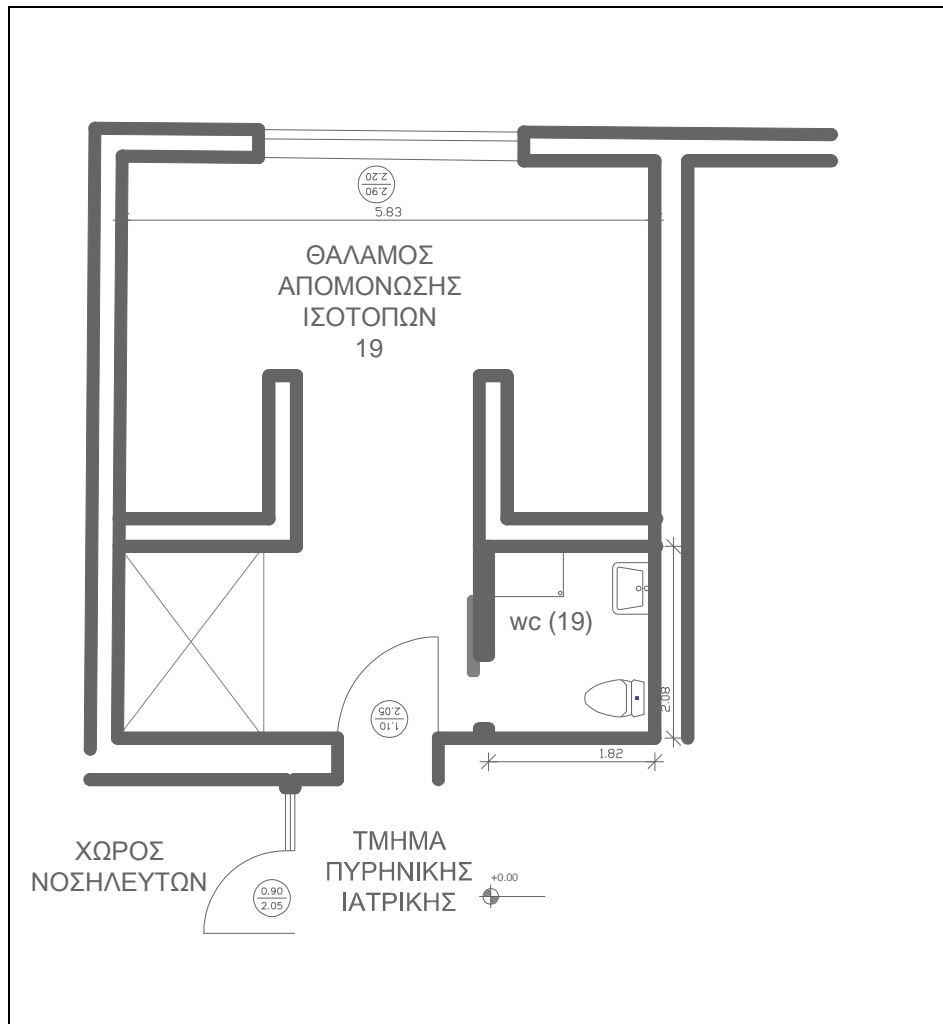 2.20
2.90
5.83
ΘΑΛΑΜΟΣ
ΑΠΟΜΟΝΩΣΗΣ
ΙΣΟΤΟΠΩΝ
19
wc (19)
2.08
1.10
2.05
1.82
ΧΩΡΟΣ
ΝΟΣΗΛΕΥΤΩΝ
ΤΜΗΜΑ
ΠΥΡΗΝΙΚΗΣ
ΙΑΤΡΙΚΗΣ
+0.00
0.90
2.05